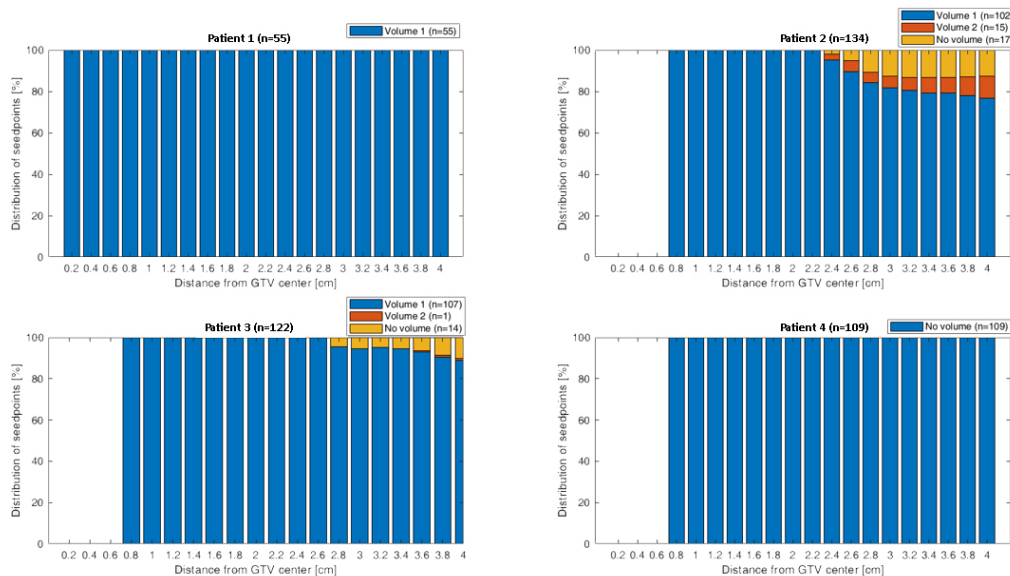 Patient 1 (n=55)
Volume 1 (n=55)
Distribution of seedpoints [%]
100
80
60
40
20
0
0.2 0.4 0.6 0.8 1 1.2 1.4 1.6 1.8 2 2.2 2.4 2.6 2.8 3 3.2 3.4 3.6 3.8 4
Distance from GTV center [cm]
Patient 2 (n=134)
Volume 1 (n=102
Volume 2 (n=15)
No volume (n=17
Distribution of seedpoints [%]
100
80
60
40
20
0
0.2 0.4 0.6 0.8 1 1.2 1.4 1.6 1.8 2 2.2 2.4 2.6 2.8 3 3.2 3.4 3.6 3.8 4
Distance from GTV center [cm]
Patient 3 (n=122)
Volume 1 (n=107)
Volume 2 (n=1)
No volume (n=14)
Distribution of seedpoints [%]
100
80
60
40
20
0
0.2 0.4 0.6 0.8 1 1.2 1.4 1.6 1.8 2 2.2 2.4 2.6 2.8 3 3.2 3.4 3.6 3.8 4
Distance from GTV center [cm]
Patient 4 (n=109)
No volume (n=109)
Distribution of seedpoints [%]
100
80
60
40
20
0
0.2 0.4 0.6 0.8 1 1.2 1.4 1.6 1.8 2 2.2 2.4 2.6 2.8 3 3.2 3.4 3.6 3.8 4
Distance from GTV center [cm]